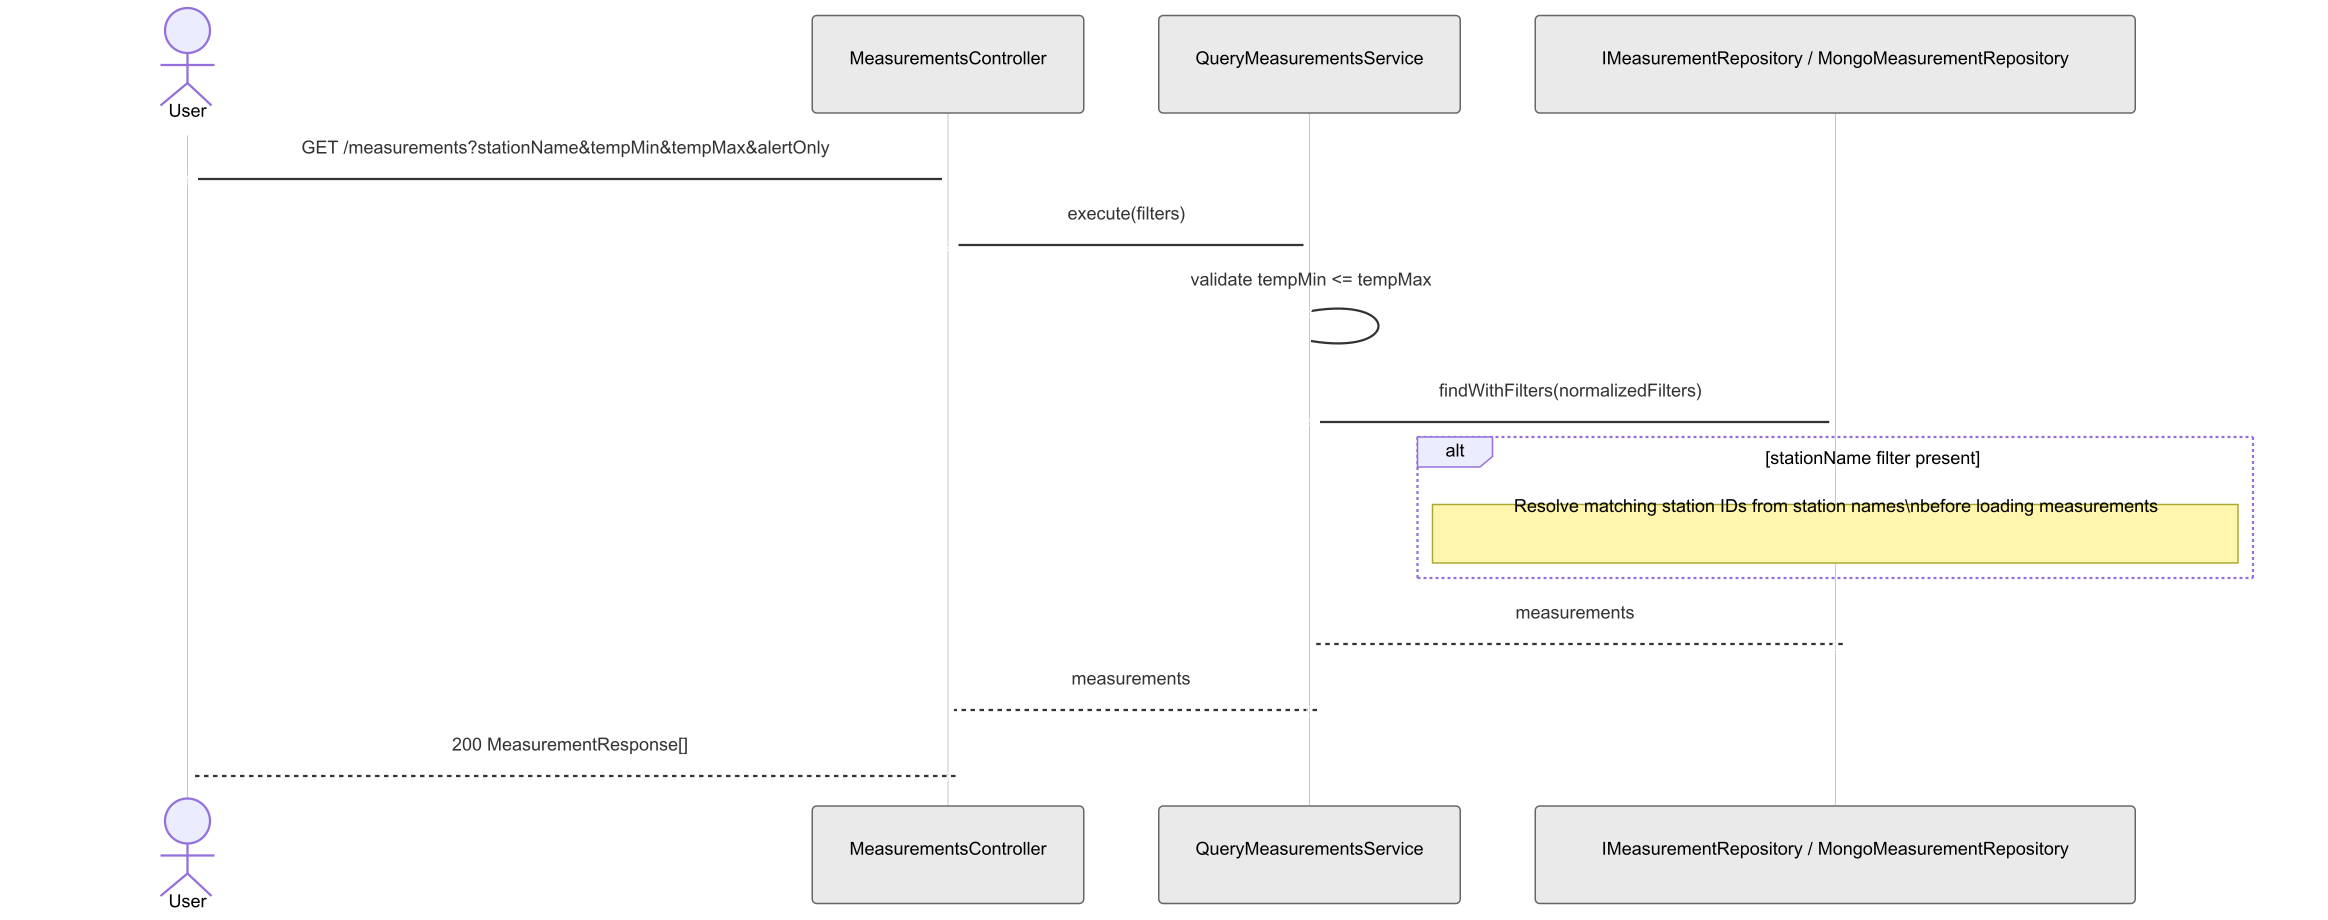 User
MeasurementsController
QueryMeasurementsService
IMeasurementRepository / MongoMeasurementRepository
GET /measurements?stationName&tempMin&tempMax&alertOnly
execute(filters)
validate tempMin <= tempMax
findWithFilters(normalizedFilters)
alt
[stationName filter present]
Resolve matching station IDs from station names\nbefore loading measurements
measurements
measurements
200 MeasurementResponse[]
User
MeasurementsController
QueryMeasurementsService
IMeasurementRepository / MongoMeasurementRepository